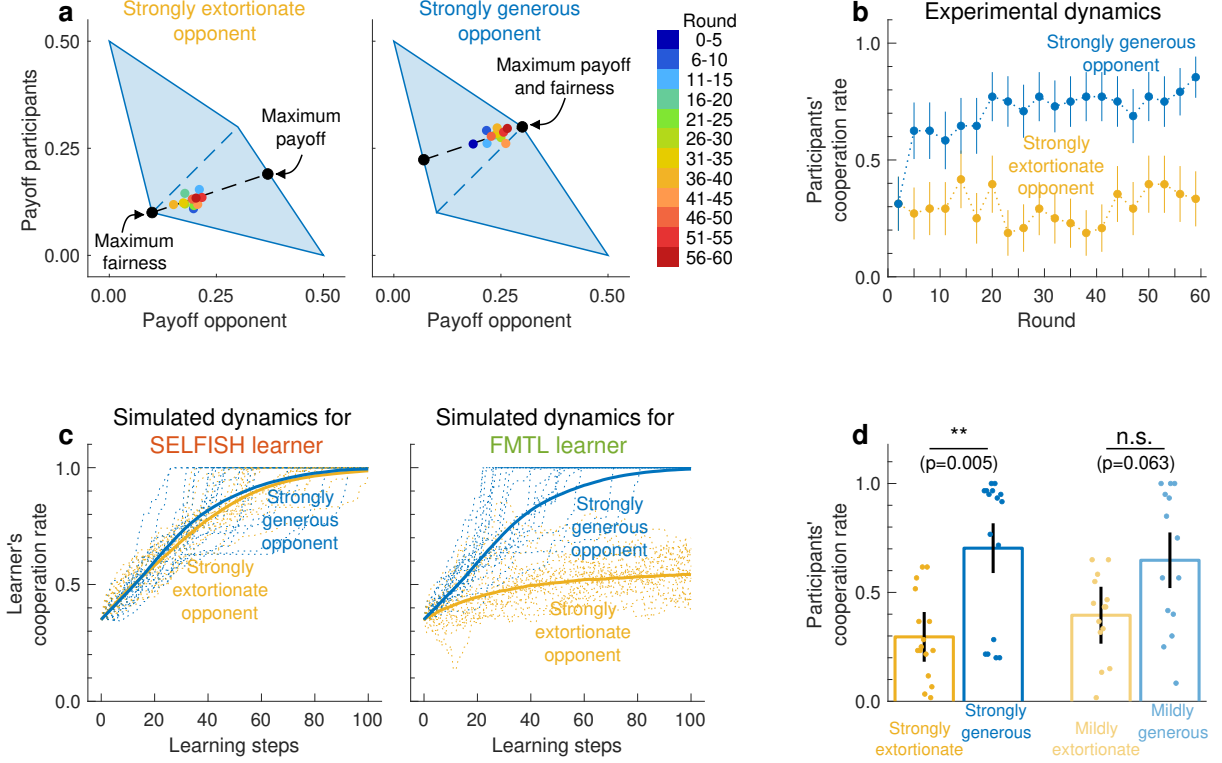 a
Strongly extortionate
opponent
Strongly generous
opponent
Round
0-5
6-10
11-15
16-20
21-25
26-30
31-35
36-40
41-45
46-50
51-55
56-60
Payoff participants
0.50
0.25
0.00
Maximum
payoff
Maximum
fairness
Maximum payoff
and fairness
0.00
0.25
0.50
Payoff opponent
0.00
0.25
0.50
Payoff opponent
b
Experimental dynamics
Strongly generous
opponent
Strongly
extortionate
opponent
Participants'
cooperation rate
1.0
0.5
0.0
0
10
20
30
40
50
60
Round
c
Simulated dynamics for
SELFISH learner
Learner's
cooperation rate
1.0
0.5
0.0
Strongly
generous
opponent
Strongly
extortionate
opponent
0
20
40
60
80
100
Learning steps
Simulated dynamics for
FMTL learner
Strongly
generous
opponent
Strongly
extortionate
opponent
0
20
40
60
80
100
Learning steps
d
**
(p=0.005)
n.s.
(p=0.063)
Participants'
cooperation rate
1.0
0.5
0.0
Strongly
extortionate
Strongly
generous
Mildly
extortionate
Mildly
generous